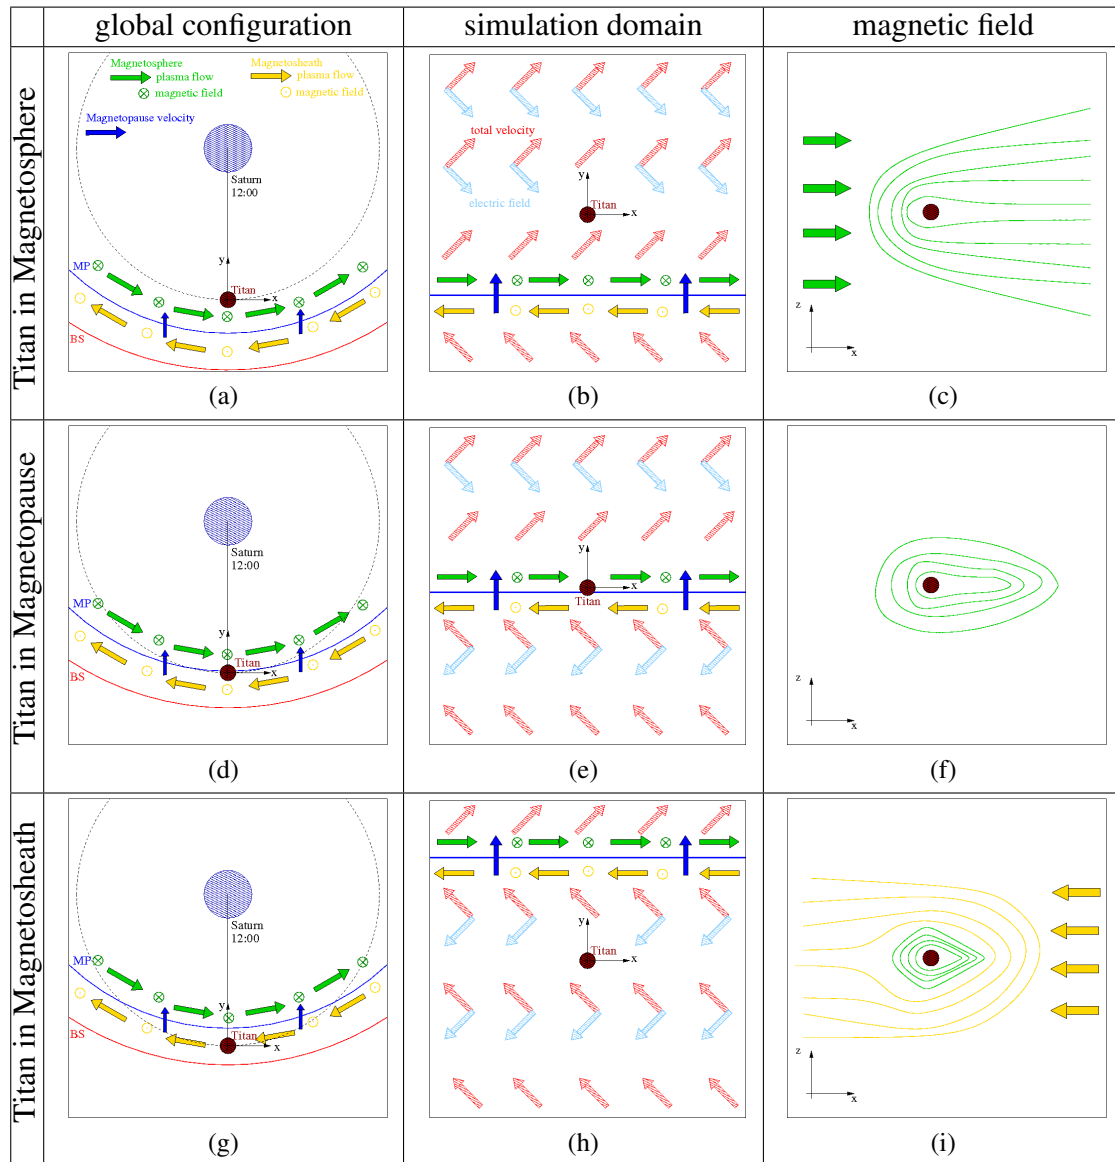 global configuration
simulation domain
magnetic field
Titan in Magnetosphere
Magnetosphere
plasma flow
magnetic field
Magnetosheath
plasma flow
magnetic field
Magnetopause velocity
Saturn
12:00
y
MP
Titan
x
BS
(a)
total velocity
y
electric field
Titan
x
(b)
z
x
(c)
Titan in Magnetopause
Saturn
12:00
MP
y
Titan
x
BS
(d)
y
x
Titan
(e)
z
x
(f)
Titan in Magnetosheath
Saturn
12:00
MP
y
Titan
x
BS
(g)
y
Titan
x
(h)
z
x
(i)